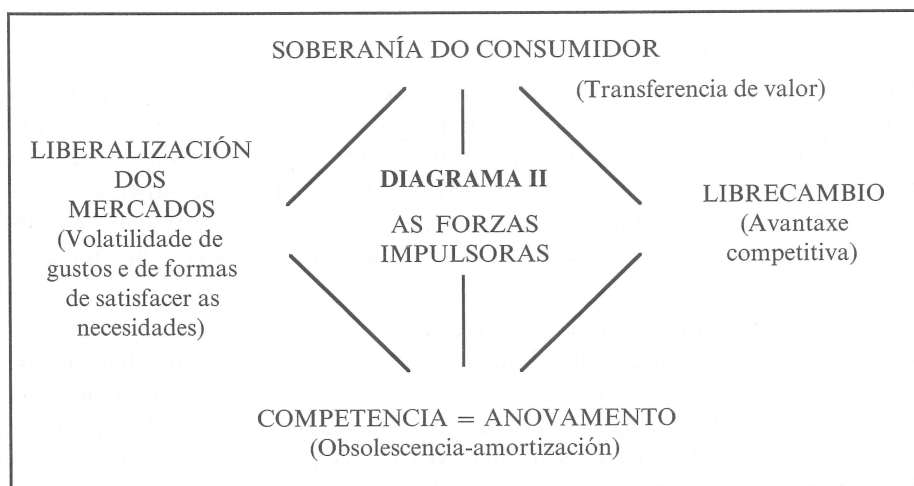 SOBERANÍA DO CONSUMIDOR
(Transferencia de valor)
LIBERALIZACIÓN
DOS
MERCADOS
(Volatilidade de
gustos e de formas
de satisfacer as
necesidades)
DIAGRAMA II
AS FORZAS
IMPULSORAS
LIBRECAMBIO
(Avantaxe
competitiva)
COMPETENCIA = ANOVAMENTO
(Obsolescencia-amortización)